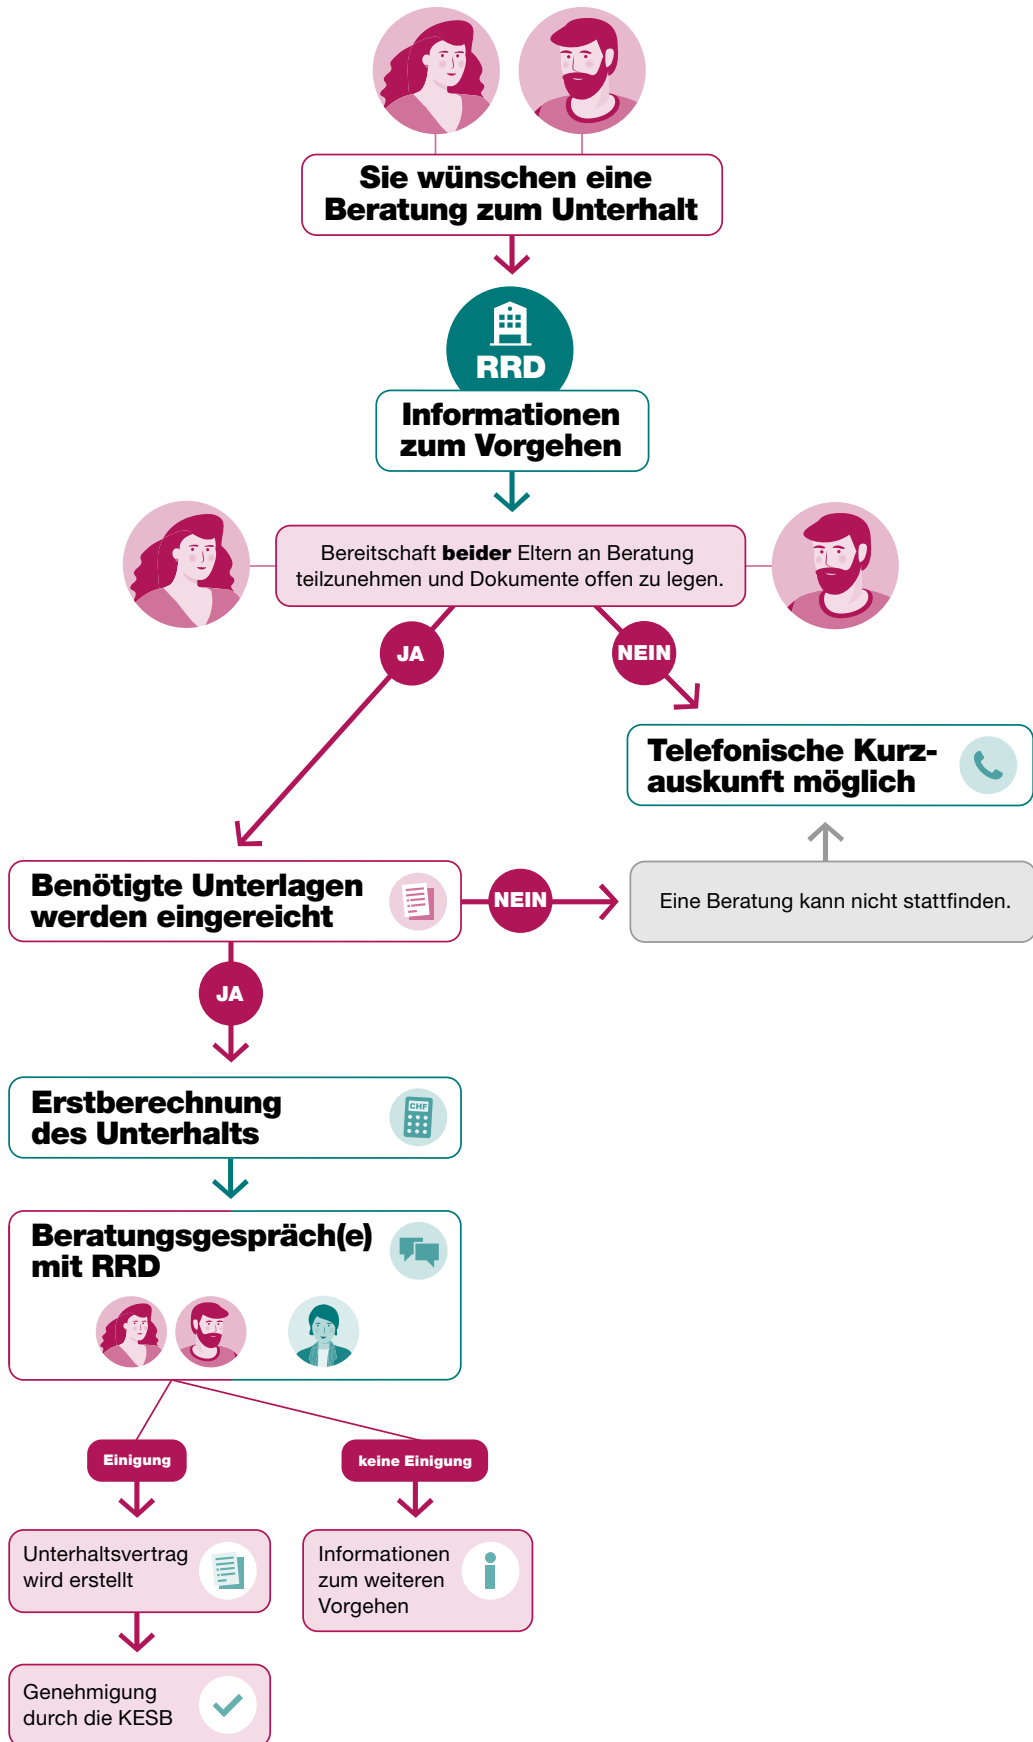 Sie wünschen eine
Beratung zum Unterhalt
RRD
Informationen
zum Vorgehen
Bereitschaft beider Eltern an Beratung
teilzunehmen und Dokumente offen zu legen.
JA
NEIN
Telefonische Kurz-
auskunft möglich
Benötigte Unterlagen
werden eingereicht
NEIN
Eine Beratung kann nicht stattfinden.
JA
Erstberechnung
des Unterhalts
CHF
Beratungsgespräch(e)
mit RRD
Einigung
keine Einigung
Unterhaltsvertrag
wird erstellt
Informationen
zum weiteren
Vorgehen
Genehmigung
durch die KESB